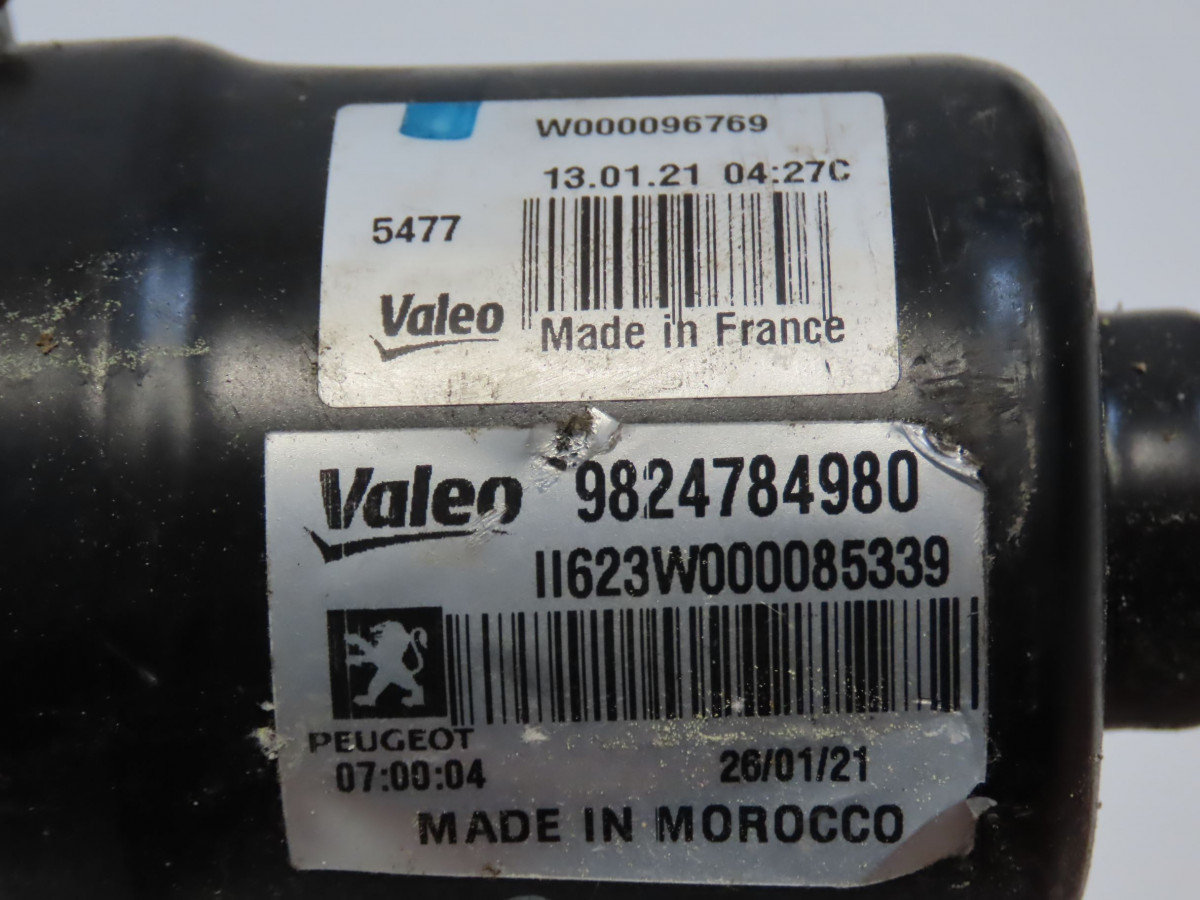 W000096769
13.01.21 04:27C
5477
Valeo
Made in France
Valeo 9824784980
II623W000085339
PEUGEOT
07:00:04 26/01/21
MADE IN MOROCCO